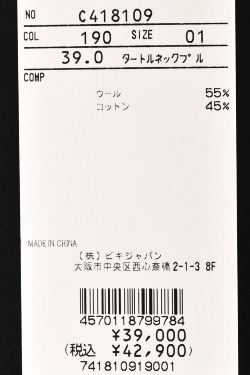 NO C418109
COL 190 SIZE 01
39.0 タートルネックプル
COMP
ウール 55%
コットン 45%
MADE IN CHINA
(株)ビキジャパン
大阪市中央区西心斎橋2-1-3 8F
4570118799784
¥39,000
(税込 ¥42,900)
741810919001